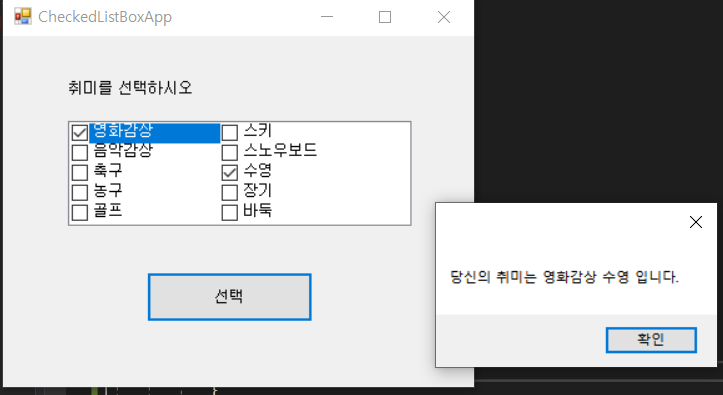 CheckedListBoxApp
취미를 선택하시오
영화감상
음악감상
축구
농구
골프
스키
스노우보드
수영
장기
바둑
선택
당신의 취미는 영화감상 수영 입니다.
확인
}